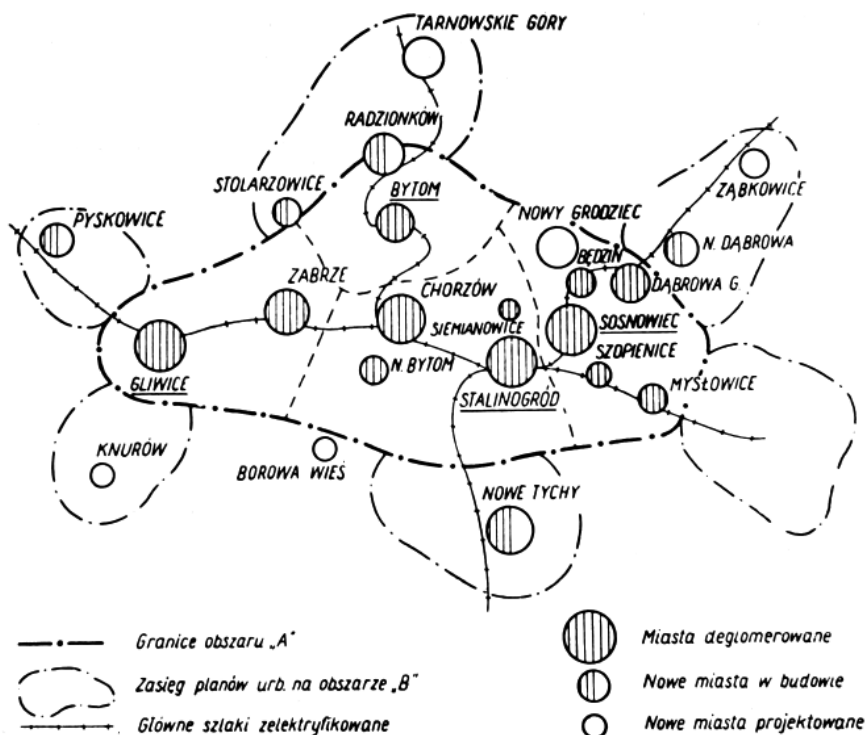 TARNOWSKIE GÓRY
RADZIONKÓW
STOLARZOWICE
BYTOM
PYSKOWICE
NOWY GRODZIEC
ZĄBKOWICE
N. DĄBROWA
BĘDZIN
DĄBROWA G.
ZABRZE
CHORZÓW
SIEMIANOWICE
SOSNOWIEC
SZOPIENICE
GLIWICE
N. BYTOM
STALINOGRÓD
MYSŁOWICE
KNURÓW
BOROWA WIEŚ
NOWE TYCHY
Granice obszaru „A"
Zasięg planów urb. na obszarze „B"
Główne szlaki zelektryfikowane
Miasta deglomerowane
Nowe miasta w budowie
Nowe miasta projektowane